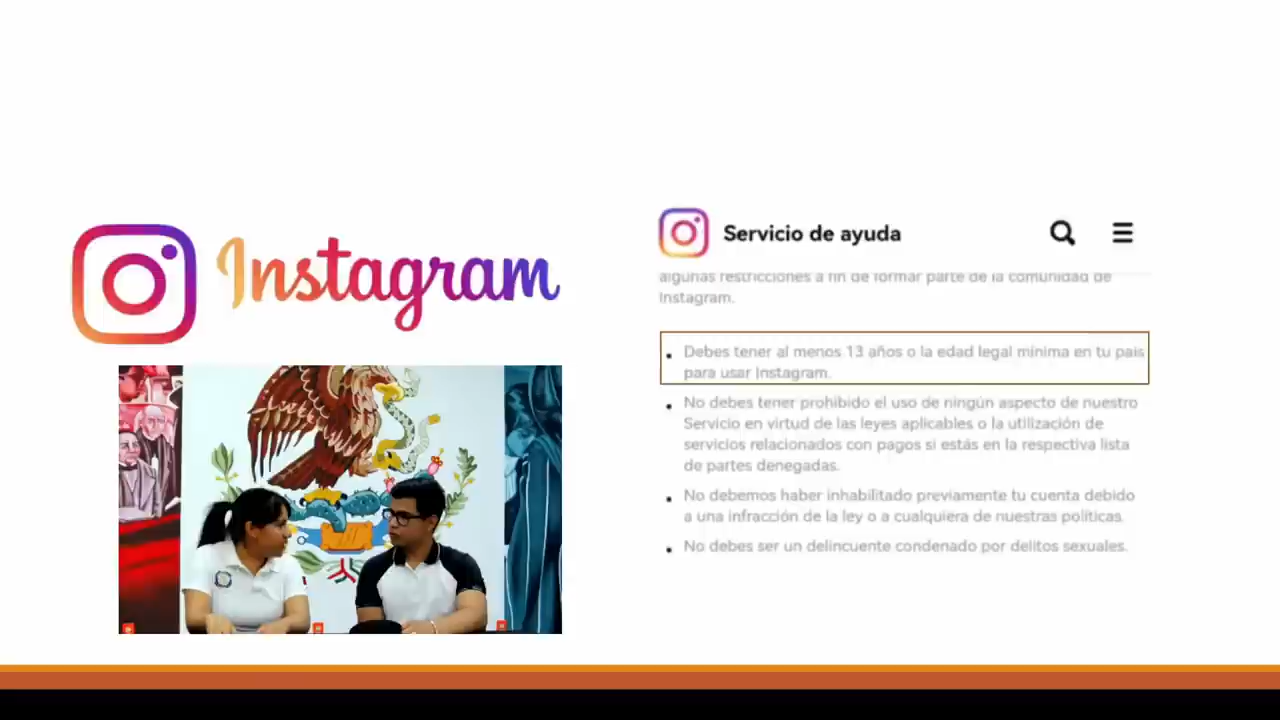 Instagram
Servicio de ayuda
algunas restricciones a fin de formar parte de la comunidad de
Instagram.
Debes tener al menos 13 años o la edad legal mínima en tu país
para usar Instagram.
No debes tener prohibido el uso de ningún aspecto de nuestro
Servicio en virtud de las leyes aplicables o la utilización de
servicios relacionados con pagos si estás en la respectiva lista
de partes denegadas.
No debemos haber inhabilitado previamente tu cuenta debido
a una infracción de la ley o a cualquiera de nuestras políticas.
No debes ser un delincuente condenado por delitos sexuales.